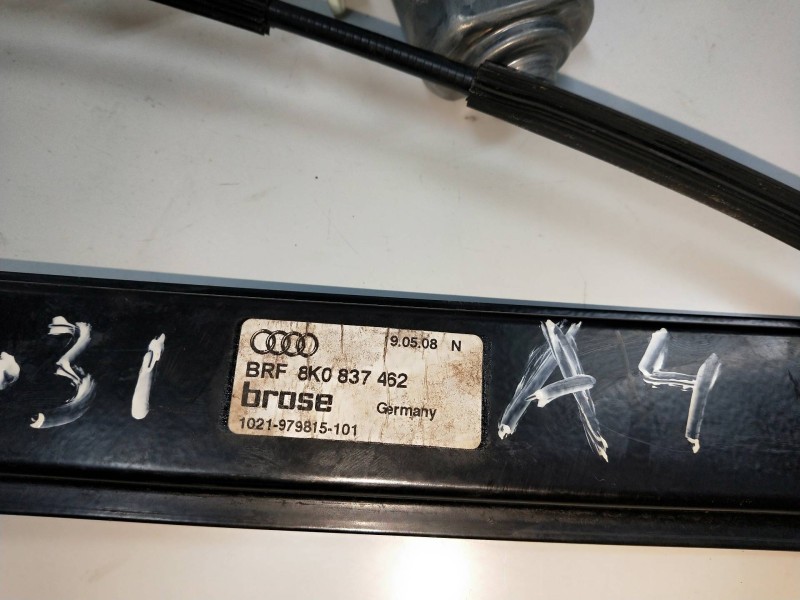 31
9.05.08 N
BRF 8K0 837 462
brose Germany
1021-979815-101
A4